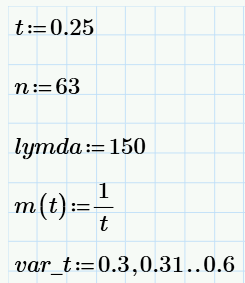 t:=0.25
n:=63
lymda:=150
m(t):=1/t
var_t:=0.3,0.31..0.6